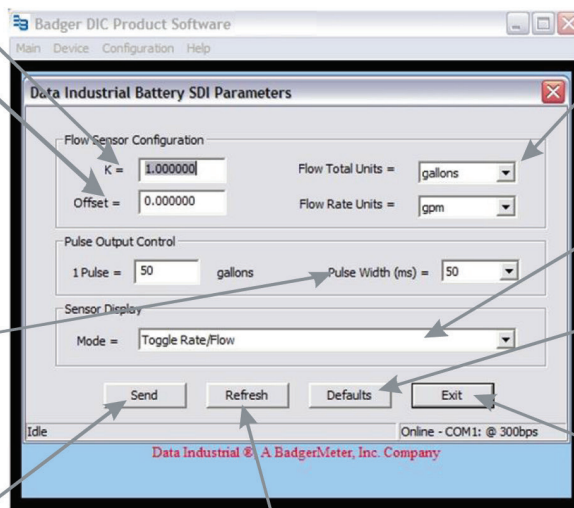 Badger DIC Product Software
Main Device Configuration Help
Data Industrial Battery SDI Parameters
Flow Sensor Configuration
K = 1.000000 Flow Total Units = gallons
Offset = 0.000000 Flow Rate Units = gpm
Pulse Output Control
1 Pulse = 50 gallons Pulse Width (ms) = 50
Sensor Display
Mode = Toggle Rate/Flow
Send Refresh Defaults Exit
Idle Online - COM1: @ 300bps
Data Industrial ® A BadgerMeter, Inc. Company